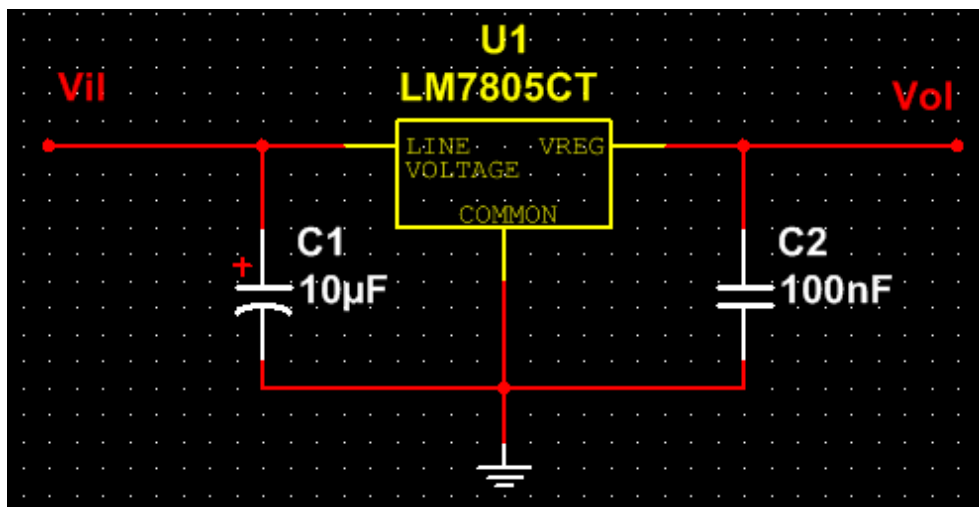 U1
LM7805CT
Vil
Vol
LINE VREG
VOLTAGE
COMMON
C1
10µF
+
C2
100nF